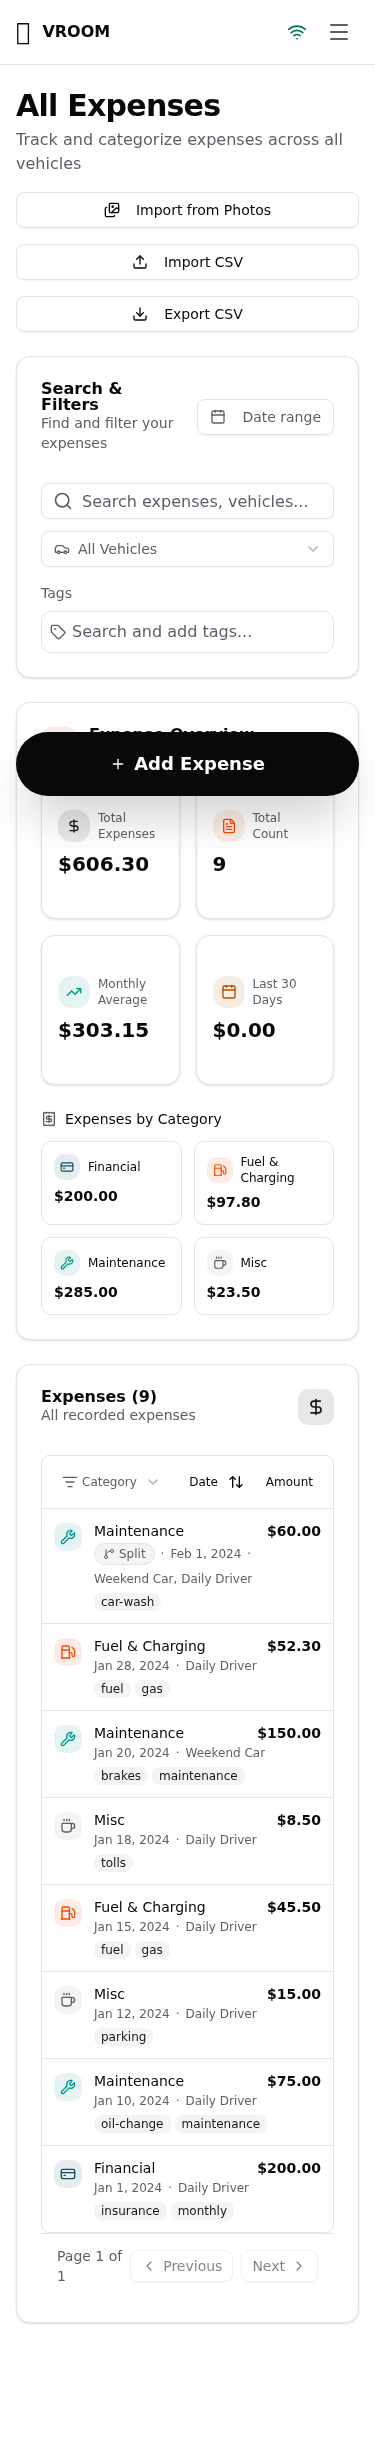 VROOM
All Expenses
Track and categorize expenses across all
vehicles
Import from Photos
Import CSV
Export CSV
Search &
Filters
Find and filter your
expenses
Date range
Search expenses, vehicles...
All Vehicles
Tags
Search and add tags...
Expense Overview
Add Expense
Total
Expenses
$606.30
Total
Count
9
Monthly
Average
$303.15
Last 30
Days
$0.00
Expenses by Category
Financial
$200.00
Fuel &
Charging
$97.80
Maintenance
$285.00
Misc
$23.50
Expenses (9)
All recorded expenses
Category Date Amount
Maintenance $60.00
Split · Feb 1, 2024 ·
Weekend Car, Daily Driver
car-wash
Fuel & Charging $52.30
Jan 28, 2024 · Daily Driver
fuel gas
Maintenance $150.00
Jan 20, 2024 · Weekend Car
brakes maintenance
Misc $8.50
Jan 18, 2024 · Daily Driver
tolls
Fuel & Charging $45.50
Jan 15, 2024 · Daily Driver
fuel gas
Misc $15.00
Jan 12, 2024 · Daily Driver
parking
Maintenance $75.00
Jan 10, 2024 · Daily Driver
oil-change maintenance
Financial $200.00
Jan 1, 2024 · Daily Driver
insurance monthly
Page 1 of
1
Previous Next